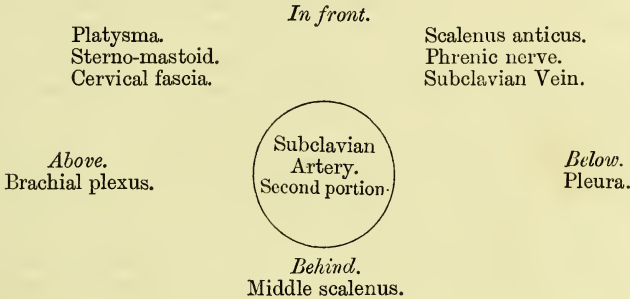 In front.
Platysma.
Sterno-mastoid.
Cervical fascia.
Scalenus anticus.
Phrenic nerve.
Subclavian Vein.
Above.
Brachial plexus.
Subclavian
Artery.
Second portion.
Below.
Pleura.
Behind.
Middle scalenus.